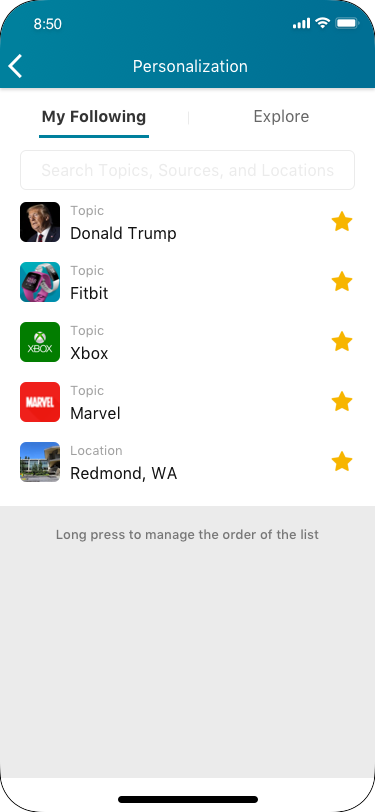 8:50
Personalization
My Following
Explore
Search Topics, Sources, and Locations
Topic
Donald Trump
Topic
Fitbit
XBOX
Topic
Xbox
MARVEL
Topic
Marvel
Location
Redmond, WA
Long press to manage the order of the list